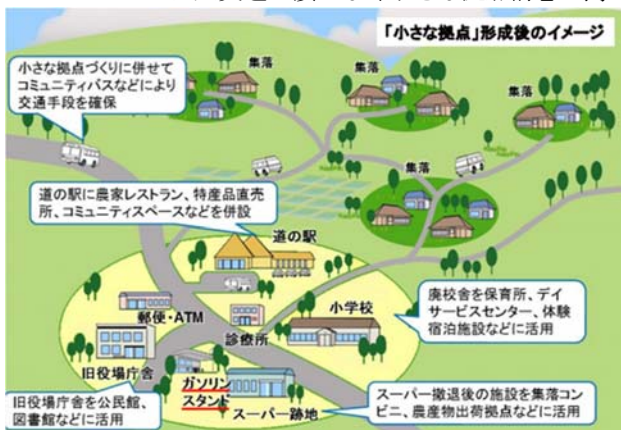 「小さな拠点」形成後のイメージ
小さな拠点づくりに併せて
コミュニティバスなどにより
交通手段を確保
集落
集落
集落
集落
道の駅に農家レストラン、特産品直売
所、コミュニティスペースなどを併設
道の駅
郵便・ATM
診療所
小学校
廃校舎を保育所、デイ
サービスセンター、体験
宿泊施設などに活用
旧役場庁舎
ガソリン
スタンド
スーパー跡地
旧役場庁舎を公民館、
図書館などに活用
スーパー撤退後の施設を集落コン
ビニ、農産物出荷拠点などに活用